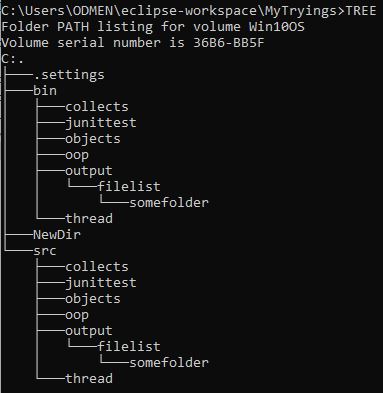 C:\Users\ODMEN\eclipse-workspace\MyTryings>TREE
Folder PATH listing for volume Win10OS
Volume serial number is 36B6-BB5F
C:.
├───.settings
├───bin
│   ├───collects
│   ├───junittest
│   ├───objects
│   ├───oop
│   ├───output
│   │   └───filelist
│   │       └───somefolder
│   └───thread
├───NewDir
└───src
    ├───collects
    ├───junittest
    ├───objects
    ├───oop
    ├───output
    │   └───filelist
    │       └───somefolder
    └───thread